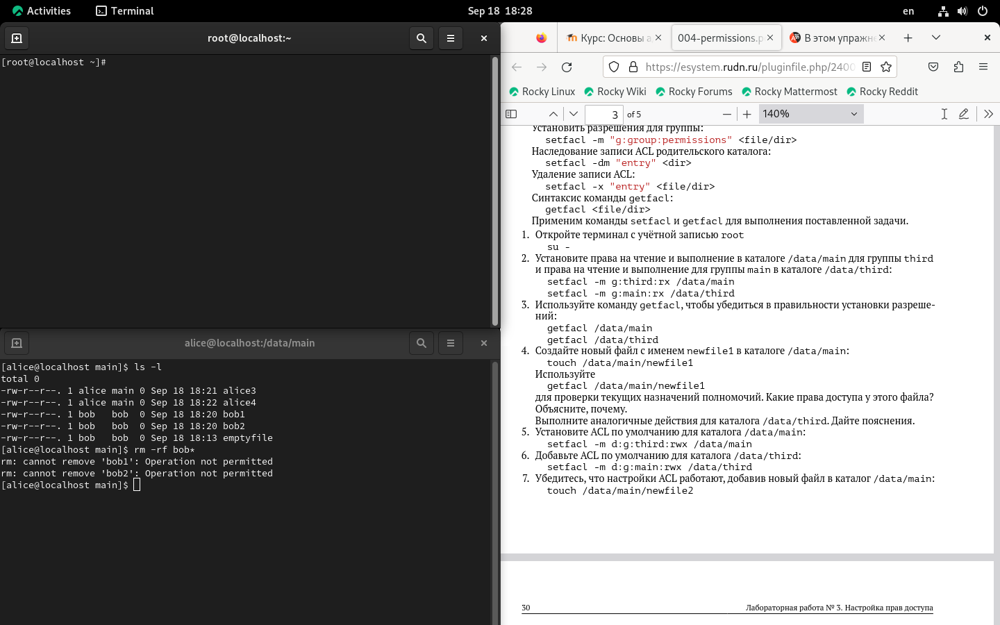 Activities Terminal Sep 18 18:28 en
root@localhost:~
[root@localhost ~]#
alice@localhost:/data/main
[alice@localhost main]$ ls -l
total 0
-rw-r--r--. 1 alice main 0 Sep 18 18:21 alice3
-rw-r--r--. 1 alice main 0 Sep 18 18:22 alice4
-rw-r--r--. 1 bob   bob  0 Sep 18 18:20 bob1
-rw-r--r--. 1 bob   bob  0 Sep 18 18:20 bob2
-rw-r--r--. 1 bob   bob  0 Sep 18 18:13 emptyfile
[alice@localhost main]$ rm -rf bob*
rm: cannot remove 'bob1': Operation not permitted
rm: cannot remove 'bob2': Operation not permitted
[alice@localhost main]$
Курс: Основы 004-permissions.p В этом упражне
https://esystem.rudn.ru/pluginfile.php/2400
Rocky Linux Rocky Wiki Rocky Forums Rocky Mattermost Rocky Reddit
3 of 5 140%
Установить разрешения для группы:
setfacl -m "g:group:permissions" <file/dir>
Наследование записи ACL родительского каталога:
setfacl -dm "entry" <dir>
Удаление записи ACL:
setfacl -x "entry" <file/dir>
Синтаксис команды getfacl:
getfacl <file/dir>
Применим команды setfacl и getfacl для выполнения поставленной задачи.
1. Откройте терминал с учётной записью root
su -
2. Установите права на чтение и выполнение в каталоге /data/main для группы third
и права на чтение и выполнение для группы main в каталоге /data/third:
setfacl -m g:third:rx /data/main
setfacl -m g:main:rx /data/third
3. Используйте команду getfacl, чтобы убедиться в правильности установки разреше-
ний:
getfacl /data/main
getfacl /data/third
4. Создайте новый файл с именем newfile1 в каталоге /data/main:
touch /data/main/newfile1
Используйте
getfacl /data/main/newfile1
для проверки текущих назначений полномочий. Какие права доступа у этого файла?
Объясните, почему.
Выполните аналогичные действия для каталога /data/third. Дайте пояснения.
5. Установите ACL по умолчанию для каталога /data/main:
setfacl -m d:g:third:rwx /data/main
6. Добавьте ACL по умолчанию для каталога /data/third:
setfacl -m d:g:main:rwx /data/third
7. Убедитесь, что настройки ACL работают, добавив новый файл в каталог /data/main:
touch /data/main/newfile2
30 Лабораторная работа № 3. Настройка прав доступа